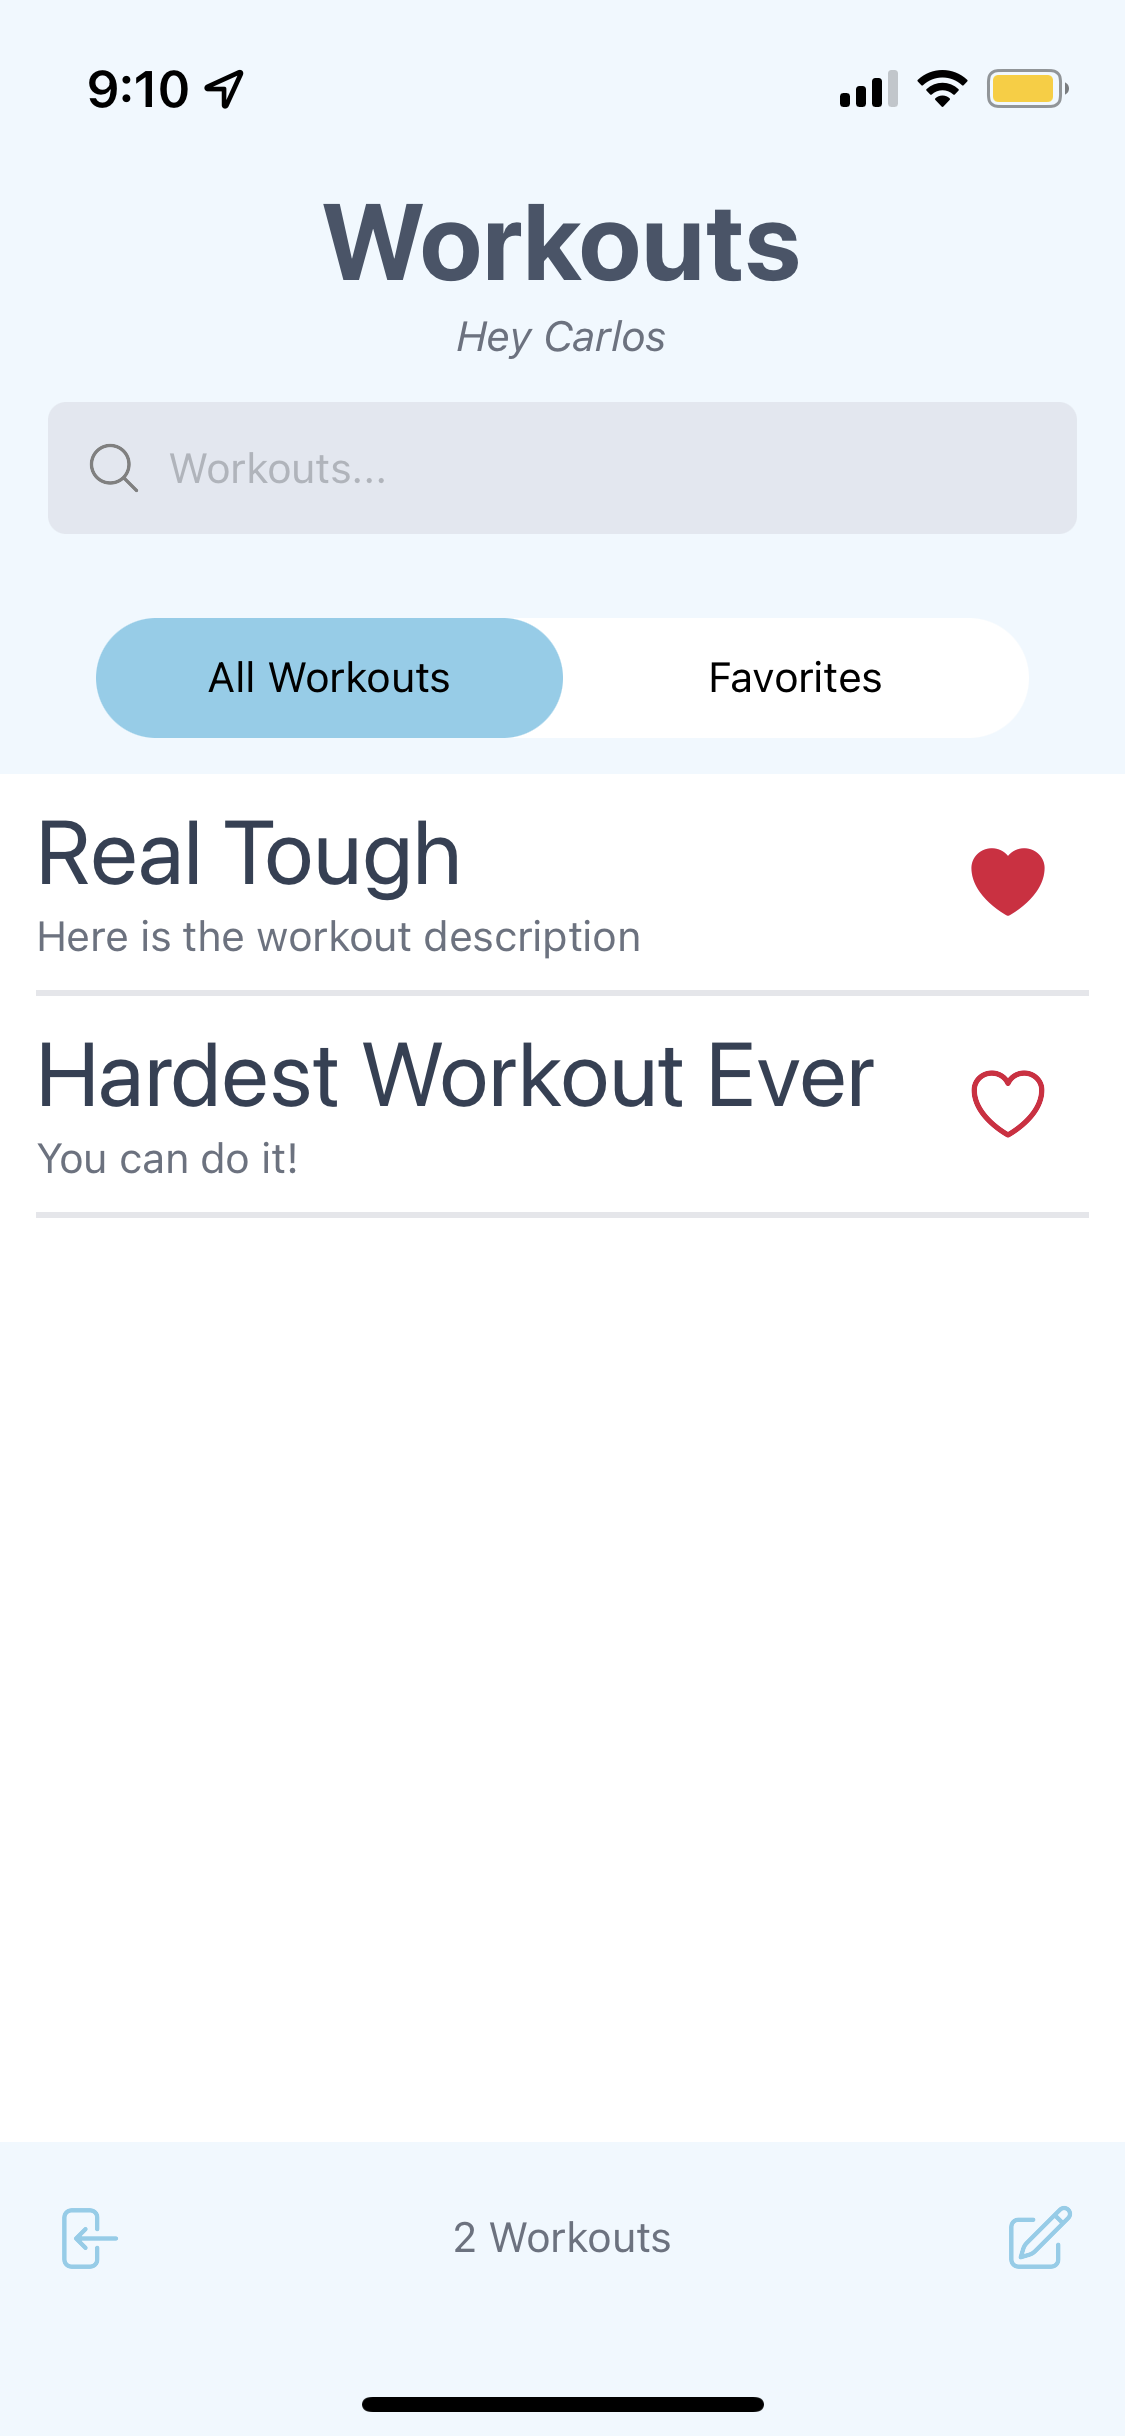 9:10
Workouts
Hey Carlos
Workouts...
All Workouts
Favorites
Real Tough
Here is the workout description
Hardest Workout Ever
You can do it!
2 Workouts